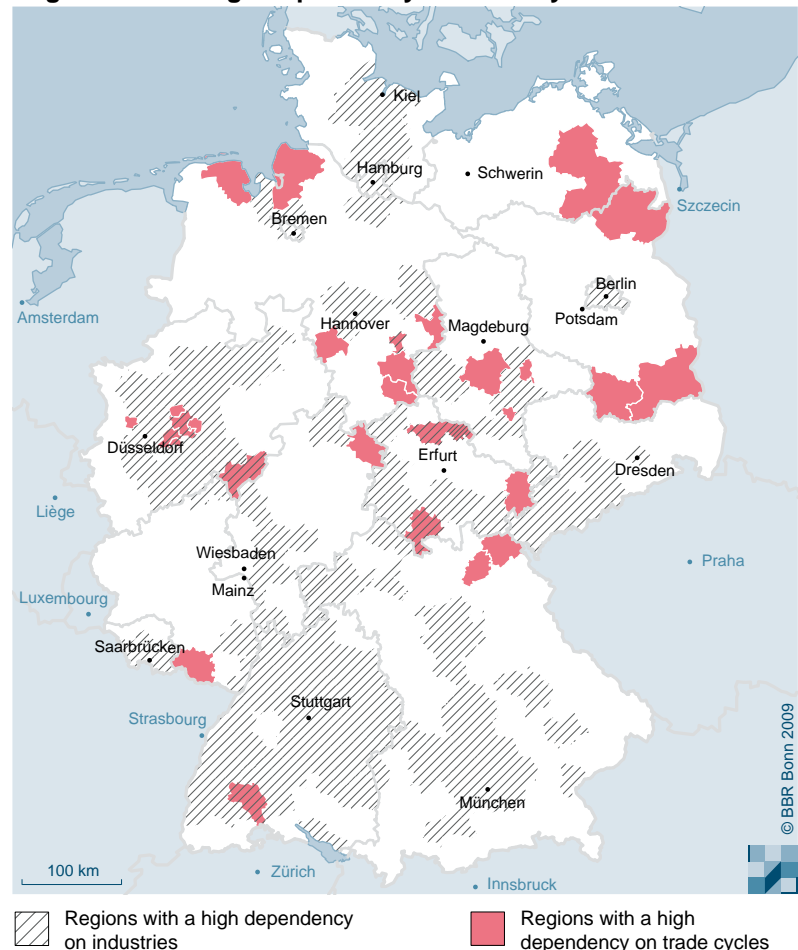 Kiel
Hamburg
Schwerin
Szczecin
Bremen
Berlin
Amsterdam
Potsdam
Hannover
Magdeburg
Düsseldorf
Erfurt
Dresden
Liège
Wiesbaden
Praha
Mainz
Luxembourg
Saarbrücken
Stuttgart
Strasbourg
© BBR Bonn 2009
München
100 km
Zürich
Innsbruck
Regions with a high dependency
on industries
Regions with a high
dependency on trade cycles